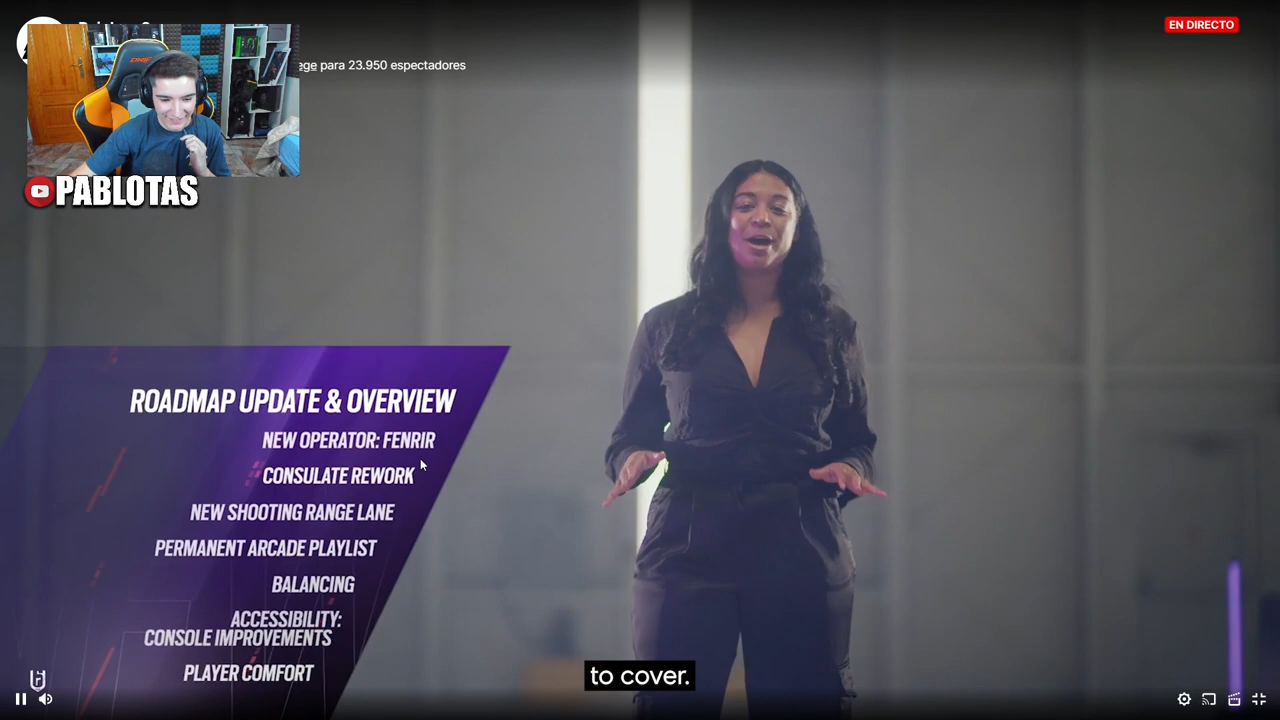 EN DIRECTO
ege para 23.950 espectadores
PABLOTAS
ROADMAP UPDATE & OVERVIEW
NEW OPERATOR: FENRIR
CONSULATE REWORK
NEW SHOOTING RANGE LANE
PERMANENT ARCADE PLAYLIST
BALANCING
ACCESSIBILITY:
CONSOLE IMPROVEMENTS
PLAYER COMFORT
to cover.